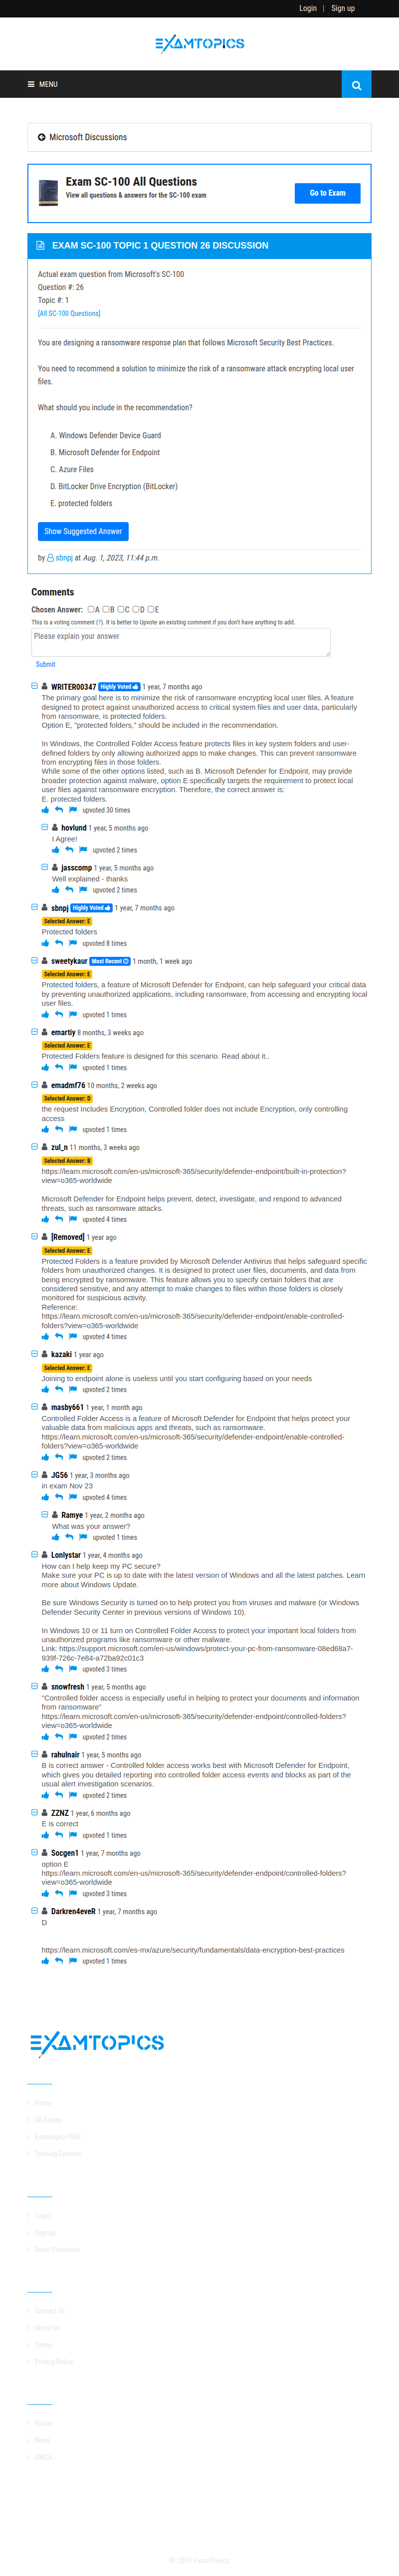 Login | Sign up
EXAMTOPICS
MENU
Microsoft Discussions
Exam SC-100 All Questions
View all questions & answers for the SC-100 exam
Go to Exam
EXAM SC-100 TOPIC 1 QUESTION 26 DISCUSSION
Actual exam question from Microsoft's SC-100
Question #: 26
Topic #: 1
[All SC-100 Questions]
You are designing a ransomware response plan that follows Microsoft Security Best Practices.
You need to recommend a solution to minimize the risk of a ransomware attack encrypting local user
files.
What should you include in the recommendation?
A. Windows Defender Device Guard
B. Microsoft Defender for Endpoint
C. Azure Files
D. BitLocker Drive Encryption (BitLocker)
E. protected folders
Show Suggested Answer
by sbnpj at Aug. 1, 2023, 11:44 p.m.
Comments
Chosen Answer: A B C D E
This is a voting comment (?). It is better to Upvote an existing comment if you don't have anything to add.
Please explain your answer
Submit
WRITER00347 Highly Voted 1 year, 7 months ago
The primary goal here is to minimize the risk of ransomware encrypting local user files. A feature
designed to protect against unauthorized access to critical system files and user data, particularly
from ransomware, is protected folders.
Option E, "protected folders," should be included in the recommendation.
In Windows, the Controlled Folder Access feature protects files in key system folders and user-
defined folders by only allowing authorized apps to make changes. This can prevent ransomware
from encrypting files in those folders.
While some of the other options listed, such as B. Microsoft Defender for Endpoint, may provide
broader protection against malware, option E specifically targets the requirement to protect local
user files against ransomware encryption. Therefore, the correct answer is:
E. protected folders.
upvoted 30 times
hovlund 1 year, 5 months ago
I Agree!
upvoted 2 times
jasscomp 1 year, 5 months ago
Well explained - thanks
upvoted 2 times
sbnpj Highly Voted 1 year, 7 months ago
Selected Answer: E
Protected folders
upvoted 8 times
sweetykaur Most Recent 1 month, 1 week ago
Selected Answer: E
Protected folders, a feature of Microsoft Defender for Endpoint, can help safeguard your critical data
by preventing unauthorized applications, including ransomware, from accessing and encrypting local
user files.
upvoted 1 times
emartiy 8 months, 3 weeks ago
Selected Answer: E
Protected Folders feature is designed for this scenario. Read about it..
upvoted 1 times
emadmf76 10 months, 2 weeks ago
Selected Answer: D
the request Includes Encryption, Controlled folder does not include Encryption, only controlling
access
upvoted 1 times
zul_n 11 months, 3 weeks ago
Selected Answer: B
https://learn.microsoft.com/en-us/microsoft-365/security/defender-endpoint/built-in-protection?
view=o365-worldwide
Microsoft Defender for Endpoint helps prevent, detect, investigate, and respond to advanced
threats, such as ransomware attacks.
upvoted 4 times
[Removed] 1 year ago
Selected Answer: E
Protected Folders is a feature provided by Microsoft Defender Antivirus that helps safeguard specific
folders from unauthorized changes. It is designed to protect user files, documents, and data from
being encrypted by ransomware. This feature allows you to specify certain folders that are
considered sensitive, and any attempt to make changes to files within those folders is closely
monitored for suspicious activity.
Reference:
https://learn.microsoft.com/en-us/microsoft-365/security/defender-endpoint/enable-controlled-
folders?view=o365-worldwide
upvoted 4 times
kazaki 1 year ago
Selected Answer: E
Joining to endpoint alone is useless until you start configuring based on your needs
upvoted 2 times
masby661 1 year, 1 month ago
Controlled Folder Access is a feature of Microsoft Defender for Endpoint that helps protect your
valuable data from malicious apps and threats, such as ransomware.
https://learn.microsoft.com/en-us/microsoft-365/security/defender-endpoint/enable-controlled-
folders?view=o365-worldwide
upvoted 2 times
JG56 1 year, 3 months ago
in exam Nov 23
upvoted 4 times
Ramye 1 year, 2 months ago
What was your answer?
upvoted 1 times
Lonlystar 1 year, 4 months ago
How can I help keep my PC secure?
Make sure your PC is up to date with the latest version of Windows and all the latest patches. Learn
more about Windows Update.
Be sure Windows Security is turned on to help protect you from viruses and malware (or Windows
Defender Security Center in previous versions of Windows 10).
In Windows 10 or 11 turn on Controlled Folder Access to protect your important local folders from
unauthorized programs like ransomware or other malware.
Link: https://support.microsoft.com/en-us/windows/protect-your-pc-from-ransomware-08ed68a7-
939f-726c-7e84-a72ba92c01c3
upvoted 3 times
snowfresh 1 year, 5 months ago
"Controlled folder access is especially useful in helping to protect your documents and information
from ransomware"
https://learn.microsoft.com/en-us/microsoft-365/security/defender-endpoint/controlled-folders?
view=o365-worldwide
upvoted 2 times
rahulnair 1 year, 5 months ago
B is correct answer - Controlled folder access works best with Microsoft Defender for Endpoint,
which gives you detailed reporting into controlled folder access events and blocks as part of the
usual alert investigation scenarios.
upvoted 2 times
ZZNZ 1 year, 6 months ago
E is correct
upvoted 1 times
Socgen1 1 year, 7 months ago
option E
https://learn.microsoft.com/en-us/microsoft-365/security/defender-endpoint/controlled-folders?
view=o365-worldwide
upvoted 3 times
Darkren4eveR 1 year, 7 months ago
D
https://learn.microsoft.com/es-mx/azure/security/fundamentals/data-encryption-best-practices
upvoted 1 times
EXAMTOPICS
Home
All Exams
Examtopics PRO
Training Courses
Login
Sign up
Reset Password
Contact Us
About Us
Terms
Privacy Policy
Forum
News
DMCA
© 2024 ExamTopics